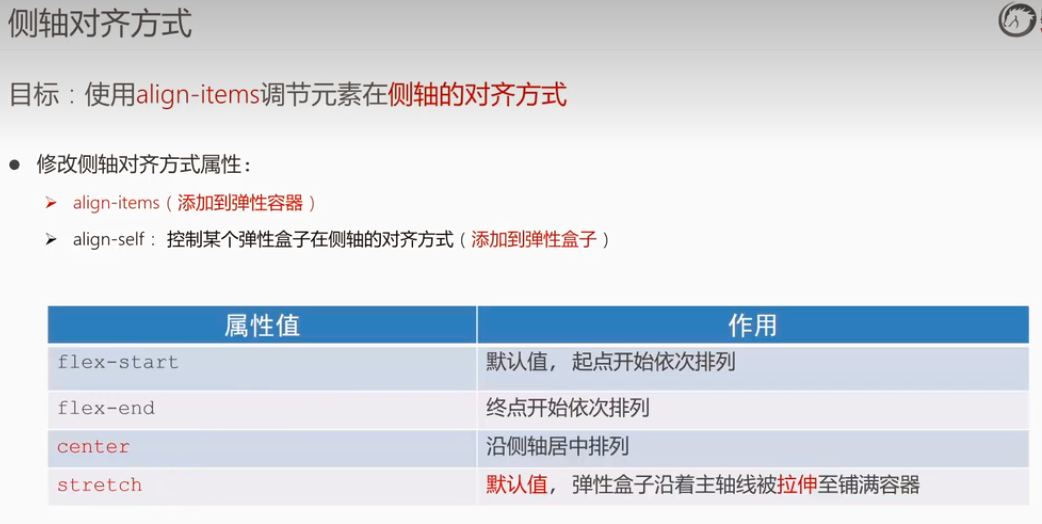 侧轴对齐方式
目标：使用align-items调节元素在侧轴的对齐方式
● 修改侧轴对齐方式属性：
➢ align-items（添加到弹性容器）
➢ align-self： 控制某个弹性盒子在侧轴的对齐方式（添加到弹性盒子）
属性值 作用
flex-start 默认值， 起点开始依次排列
flex-end 终点开始依次排列
center 沿侧轴居中排列
stretch 默认值， 弹性盒子沿着主轴线被拉伸至铺满容器